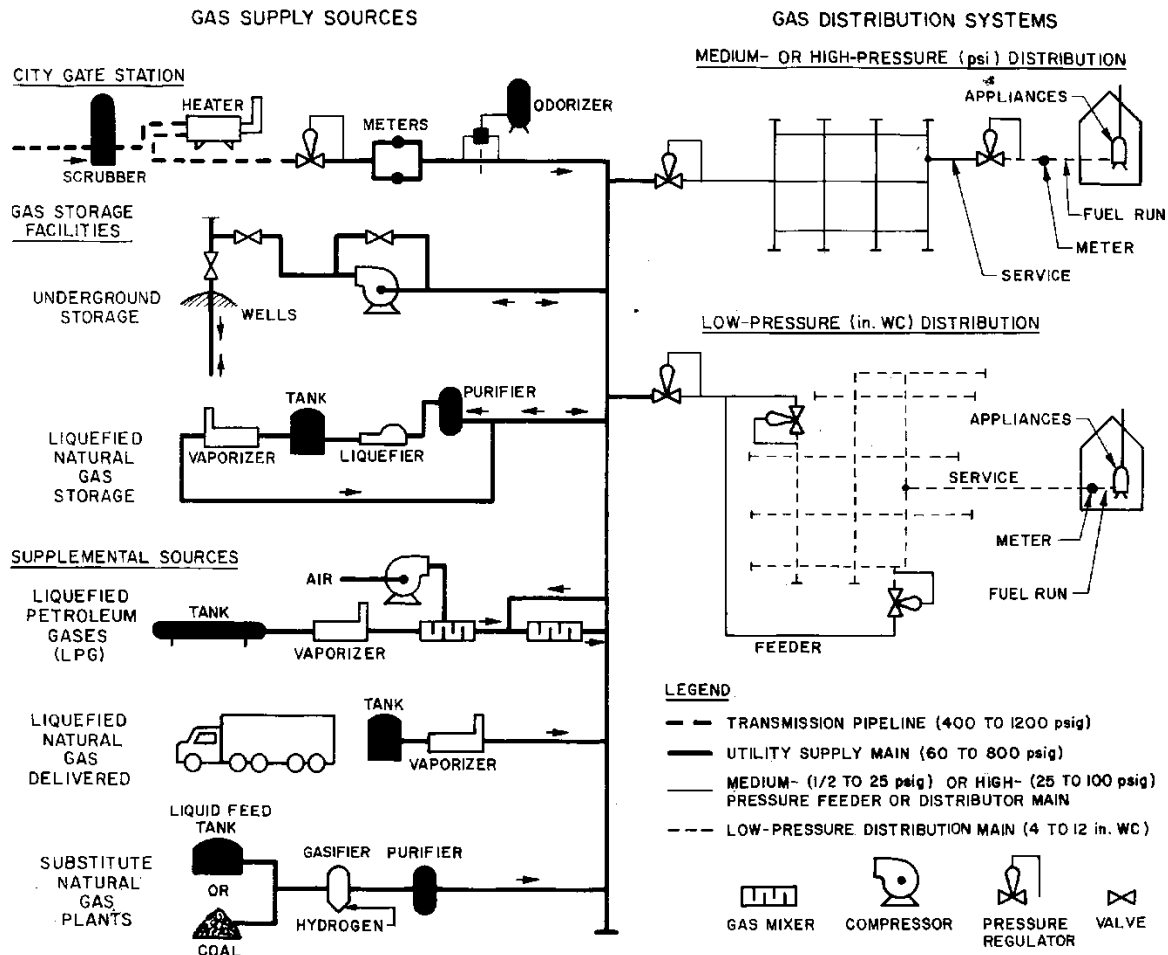 GAS SUPPLY SOURCES
CITY GATE STATION
HEATER
SCRUBBER
METERS
ODORIZER
GAS STORAGE
FACILITIES
UNDERGROUND
STORAGE
WELLS
LIQUEFIED
NATURAL
GAS
STORAGE
VAPORIZER
TANK
LIQUEFIER
PURIFIER
SUPPLEMENTAL SOURCES
LIQUEFIED
PETROLEUM
GASES
(LPG)
TANK
AIR
VAPORIZER
LIQUEFIED
NATURAL
GAS
DELIVERED
TANK
VAPORIZER
SUBSTITUTE
NATURAL
GAS
PLANTS
LIQUID FEED
TANK
OR
COAL
GASIFIER
HYDROGEN
PURIFIER
GAS DISTRIBUTION SYSTEMS
MEDIUM- OR HIGH-PRESSURE (psi) DISTRIBUTION
APPLIANCES
FUEL RUN
METER
SERVICE
LOW-PRESSURE (in. WC) DISTRIBUTION
APPLIANCES
SERVICE
METER
FUEL RUN
FEEDER
LEGEND
TRANSMISSION PIPELINE (400 TO 1200 psig)
UTILITY SUPPLY MAIN (60 TO 800 psig)
MEDIUM- (1/2 TO 25 psig) OR HIGH- (25 TO 100 psig)
PRESSURE FEEDER OR DISTRIBUTOR MAIN
LOW-PRESSURE DISTRIBUTION MAIN (4 TO 12 in. WC)
GAS MIXER
COMPRESSOR
PRESSURE
REGULATOR
VALVE